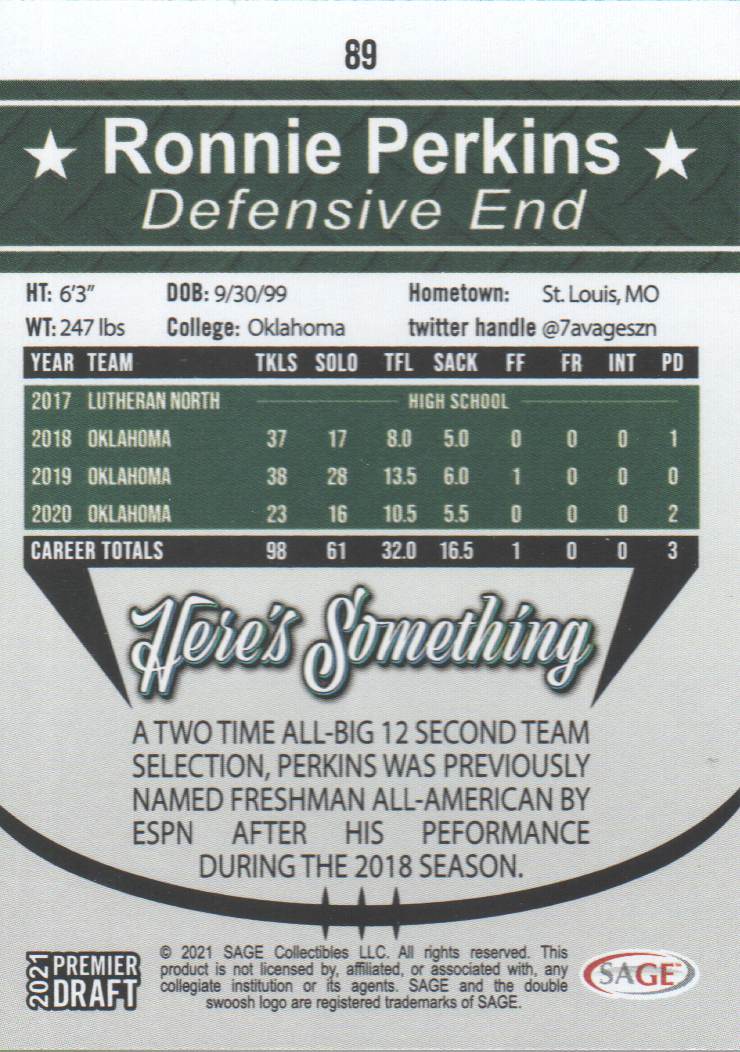 89
Ronnie Perkins
Defensive End
HT: 6'3" DOB: 9/30/99 Hometown: St. Louis, MO
WT: 247 lbs College: Oklahoma twitter handle @7avageszn
YEAR TEAM TKLS SOLO TFL SACK FF FR INT PD
2017 LUTHERAN NORTH HIGH SCHOOL
2018 OKLAHOMA 37 17 8.0 5.0 0 0 0 1
2019 OKLAHOMA 38 28 13.5 6.0 1 0 0 0
2020 OKLAHOMA 23 16 10.5 5.5 0 0 0 2
CAREER TOTALS 98 61 32.0 16.5 1 0 0 3
Here's Something
A TWO TIME ALL-BIG 12 SECOND TEAM
SELECTION, PERKINS WAS PREVIOUSLY
NAMED FRESHMAN ALL-AMERICAN BY
ESPN AFTER HIS PEFORMANCE
DURING THE 2018 SEASON.
2021 PREMIER DRAFT
© 2021 SAGE Collectibles LLC. All rights reserved. This
product is not licensed by, affiliated, or associated with, any
collegiate institution or its agents. SAGE and the double
swoosh logo are registered trademarks of SAGE.
SAGE™